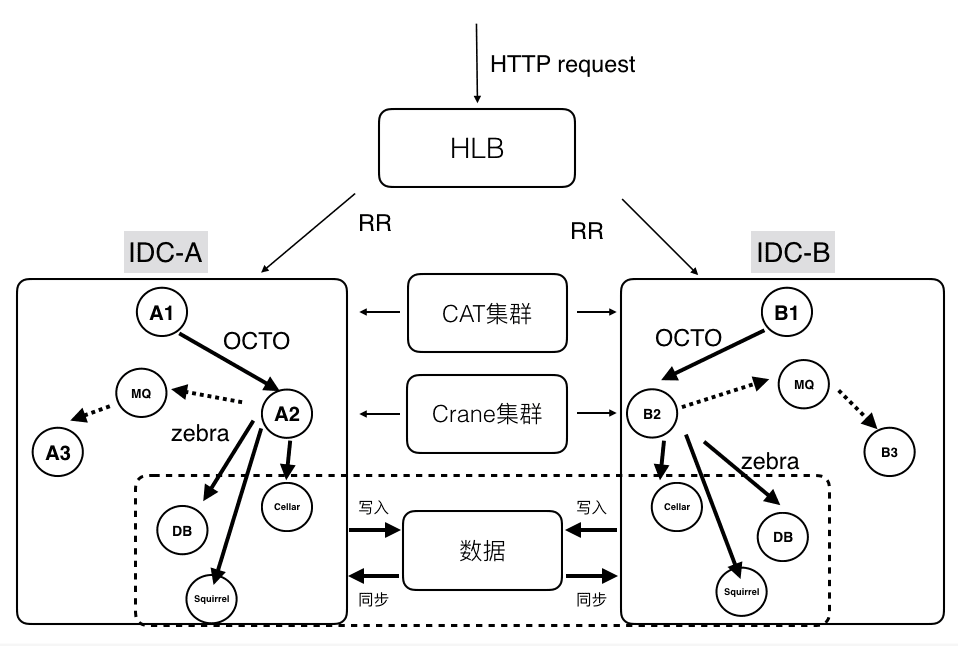 HTTP request
HLB
RR
RR
IDC-A
IDC-B
A1
CAT集群
B1
OCTO
OCTO
MQ
A2
Crane集群
B2
MQ
zebra
A3
B3
zebra
Cellar
写入
写入
Cellar
DB
数据
DB
Squirrel
同步
同步
Squirrel